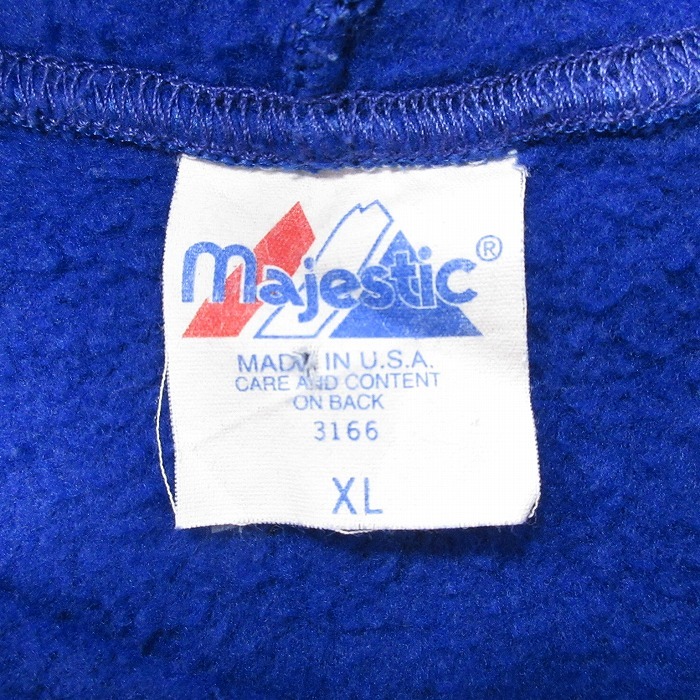 majestic®
MADE IN U.S.A.
CARE AND CONTENT
ON BACK
3166
XL